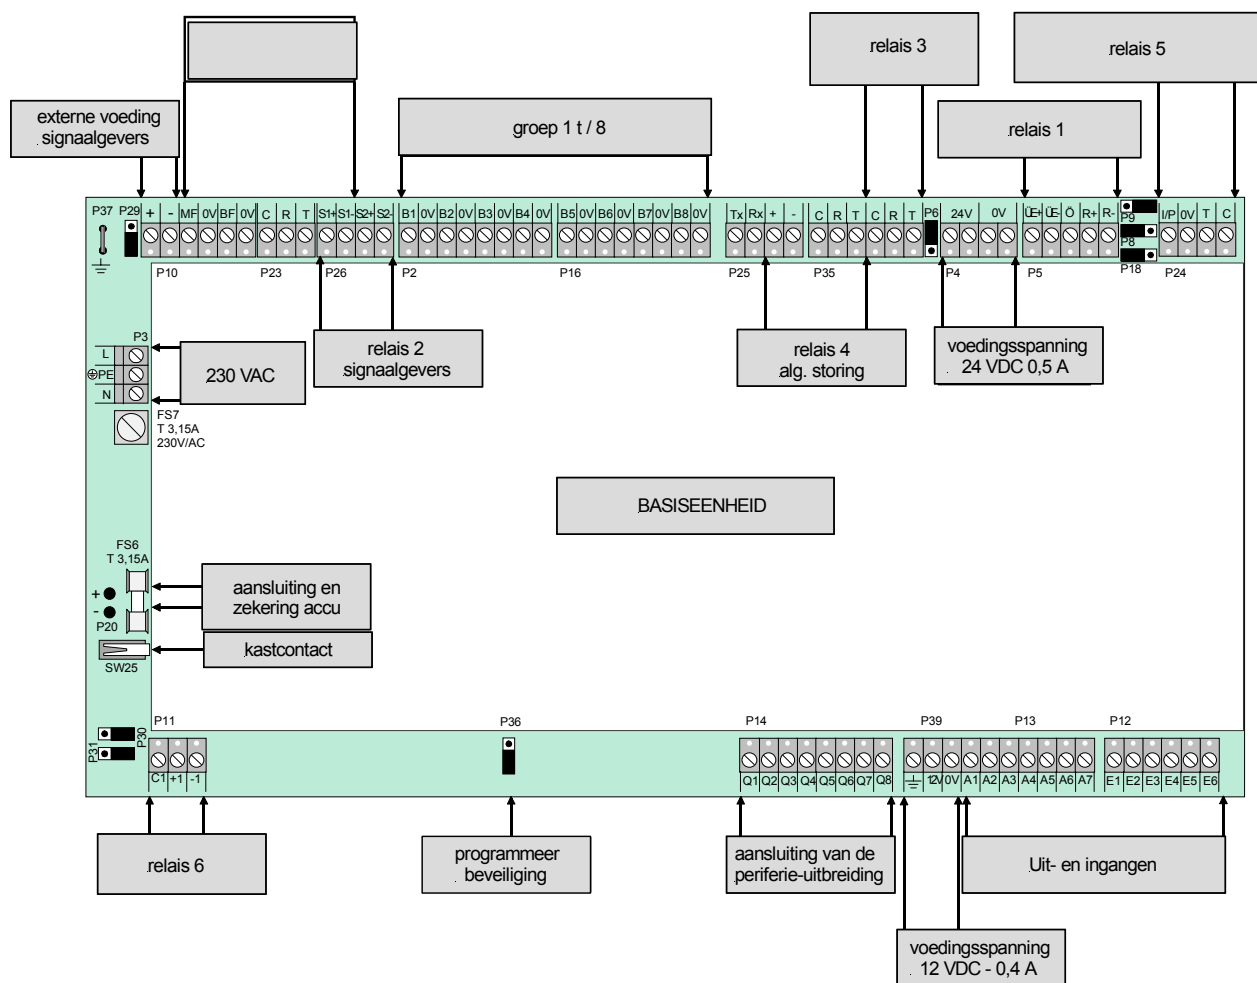 relais 3
relais 5
externe voeding
signaalgevers
groep 1 t / 8
relais 1
P37 P29 + - MF 0V BF 0V C R T S1+ S1- S2+ S2- B1 0V B2 0V B3 0V B4 0V B5 0V B6 0V B7 0V B8 0V Tx Rx + - C R T C R T P6 24V 0V ÜE+ ÜE- Ö R+ R- P9 I/P 0V T C
P8
P10 P23 P26 P2 P16 P25 P35 P4 P5 P18 P24
P3
L
PE
N
230 VAC
relais 2
signaalgevers
relais 4
alg. storing
voedingsspanning
24 VDC 0,5 A
FS7
T 3,15A
230V/AC
BASISEENHEID
FS6
T 3,15A
+
-
P20
aansluiting en
zekering accu
kastcontact
SW25
P31 P30 P11 P36 P14 P39 P13 P12
C1 +1 -1 Q1 Q2 Q3 Q4 Q5 Q6 Q7 Q8 12V 0V A1 A2 A3 A4 A5 A6 A7 E1 E2 E3 E4 E5 E6
relais 6
programmeer
beveiliging
aansluiting van de
periferie-uitbreiding
Uit- en ingangen
voedingsspanning
12 VDC - 0,4 A